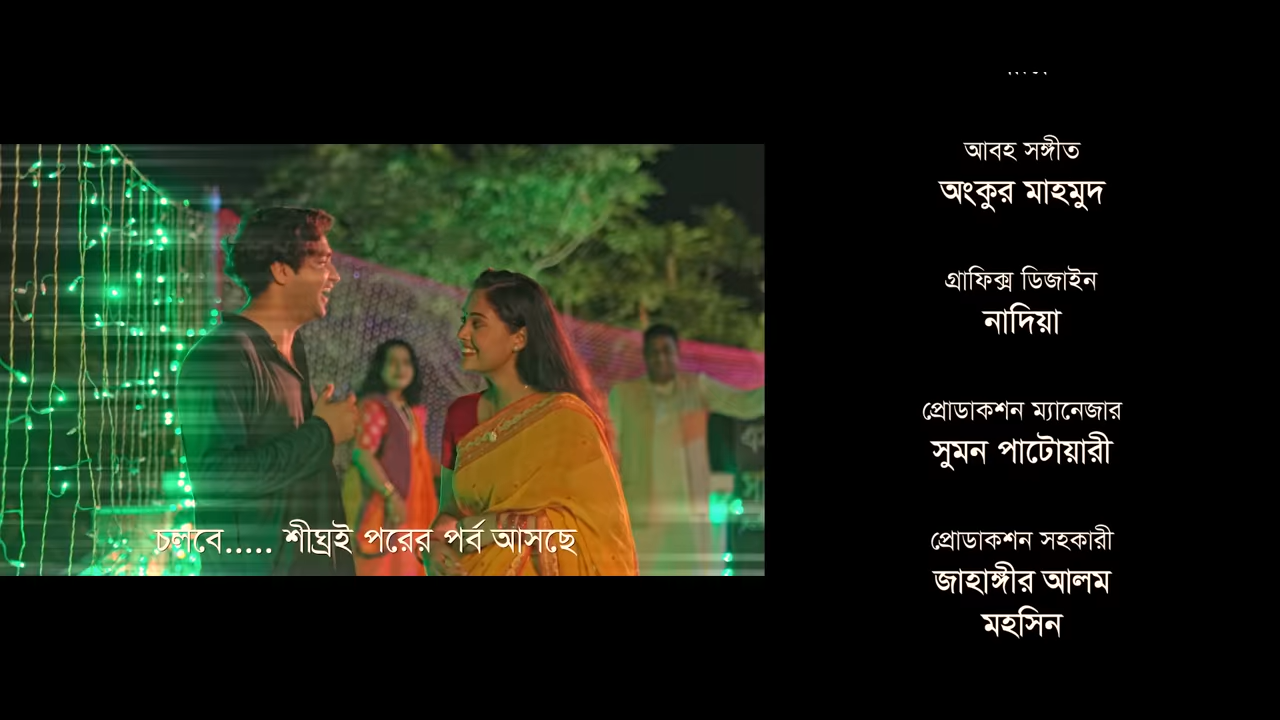 চলবে..... শীঘ্রই পরের পর্ব আসছে
আবহ সঙ্গীত
অংকুর মাহমুদ
গ্রাফিক্স ডিজাইন
নাদিয়া
প্রোডাকশন ম্যানেজার
সুমন পাটোয়ারী
প্রোডাকশন সহকারী
জাহাঙ্গীর আলম
মহসিন